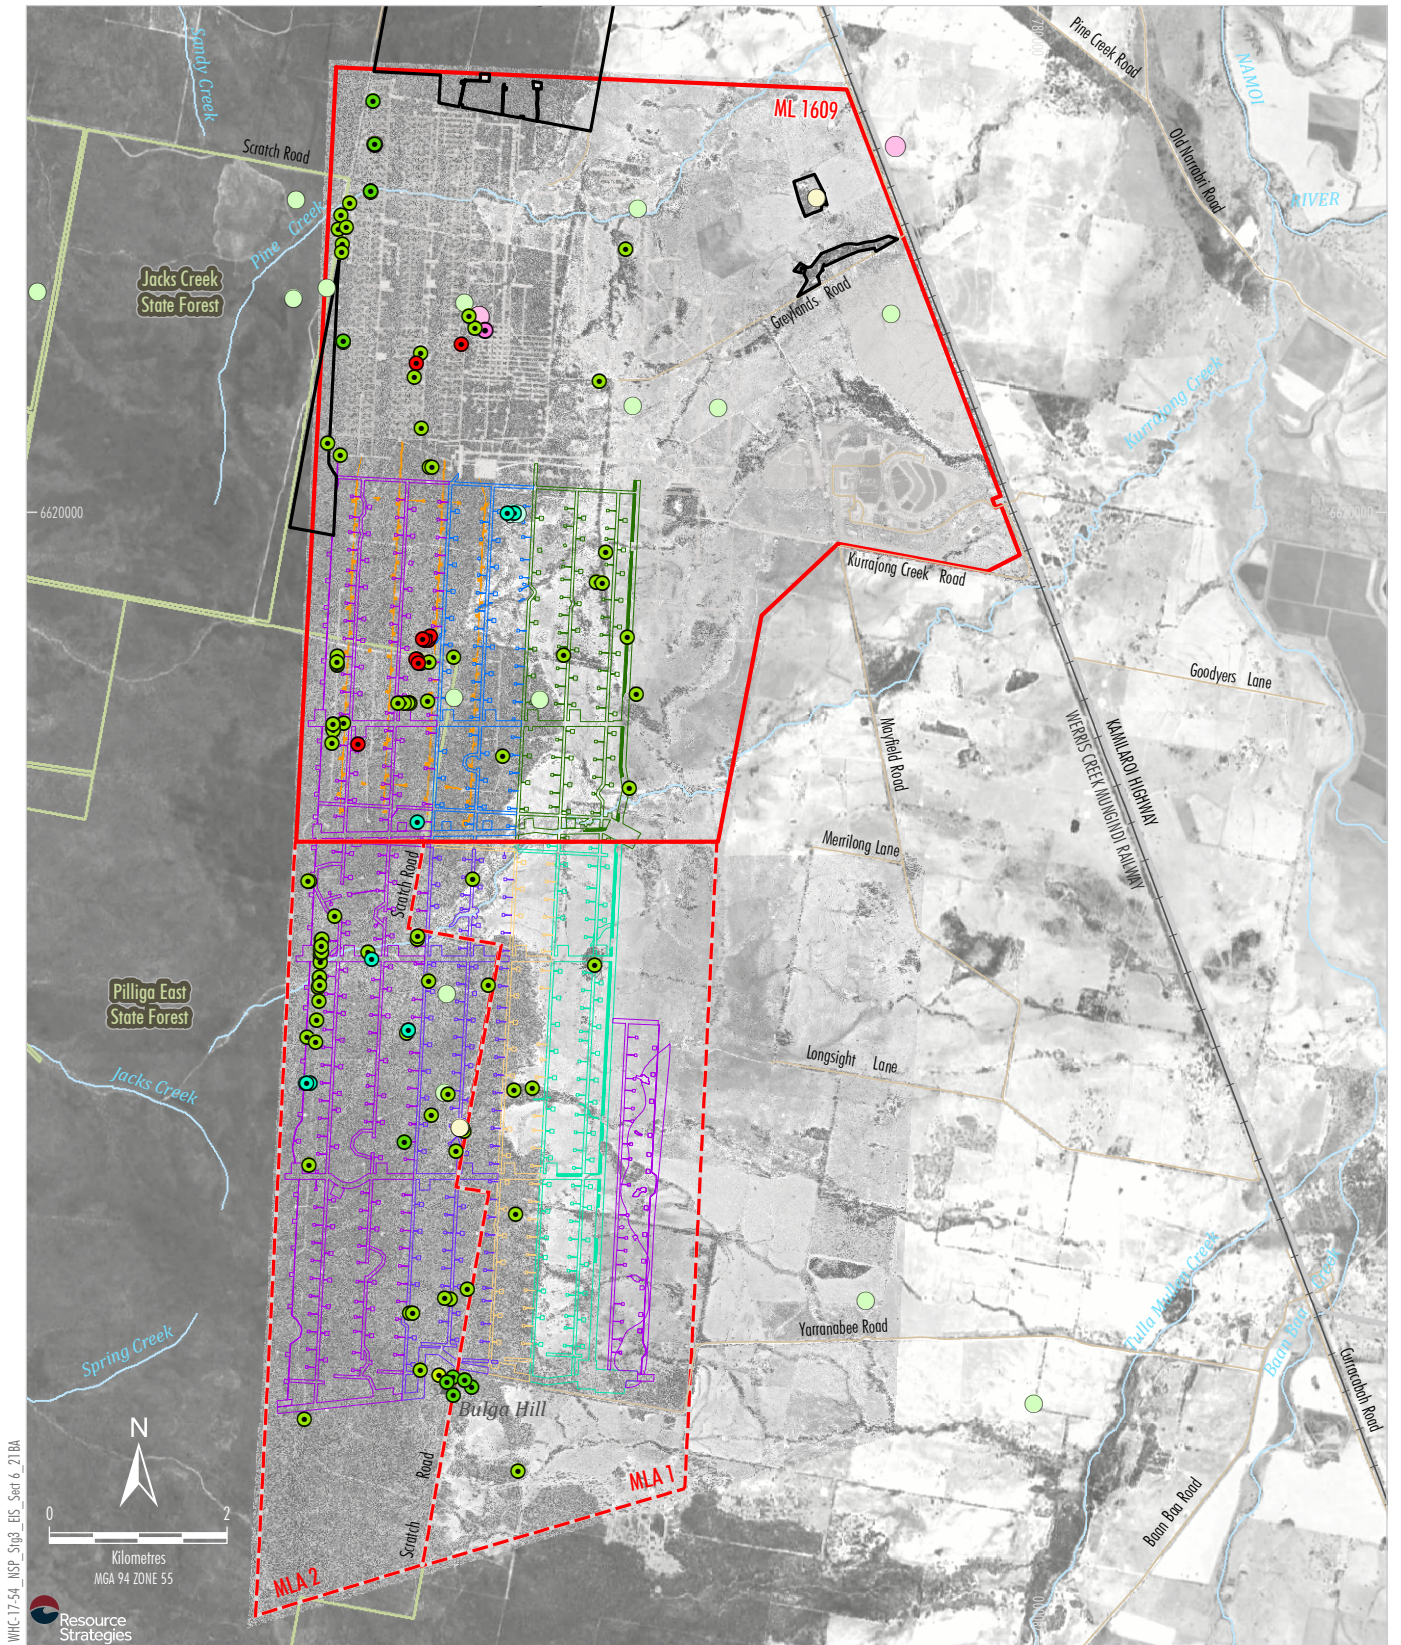 Sandy Creek
Pine Creek Road
NAMOI
RIVER
ML 1609
Scratch Road
Old Narrabri Road
Pine Creek
Jacks Creek
State Forest
Greylands Road
Kurrajong Creek
6620000
Kurrajong Creek Road
Goodyers Lane
Mayfield Road
KAMILAROI HIGHWAY
WERRIS CREEK MUNGINDI RAILWAY
Merrilong Lane
Scratch Road
Pilliga East
State Forest
Longsight Lane
Jacks Creek
Tulla Mullen Creek
Baan Baa Creek
Yarranabee Road
Spring Creek
Curracabah Road
Bulga Hill
N
Scratch Road
MLA 1
Baan Baa Road
0 2
Kilometres
MGA 94 ZONE 55
MLA 2
Resource
Strategies
WHC-17-54_NSP_Stg3_EIS_Sect 6_218A